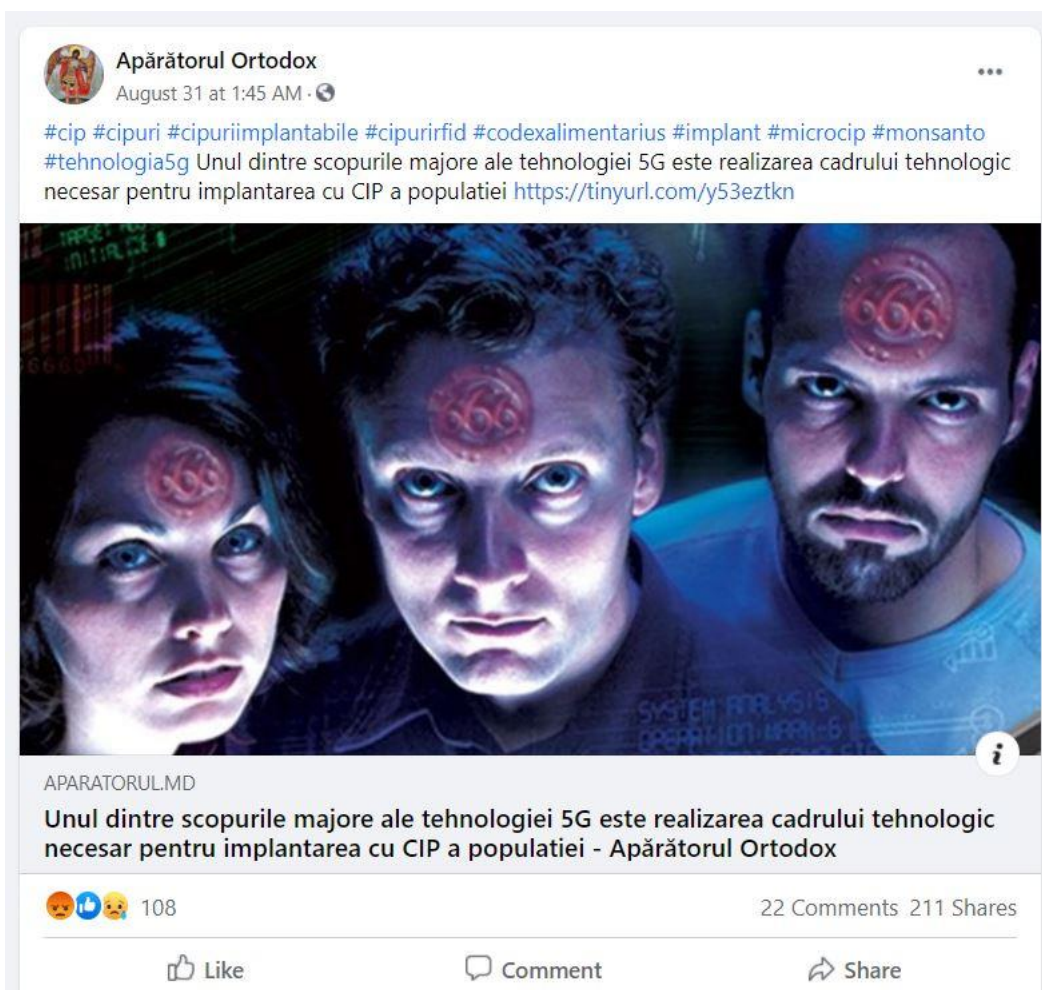 Apărătorul Ortodox
August 31 at 1:45 AM ·
#cip #cipuri #cipuriimplantabile #cipurirfid #codexalimentarius #implant #microcip #monsanto
#tehnologia5g Unul dintre scopurile majore ale tehnologiei 5G este realizarea cadrului tehnologic
necesar pentru implantarea cu CIP a populatiei https://tinyurl.com/y53eztkn
666
666
666
SYSTEM ANALYSIS
APARATORUL.MD
Unul dintre scopurile majore ale tehnologiei 5G este realizarea cadrului tehnologic
necesar pentru implantarea cu CIP a populatiei - Apărătorul Ortodox
108
22 Comments 211 Shares
Like Comment Share